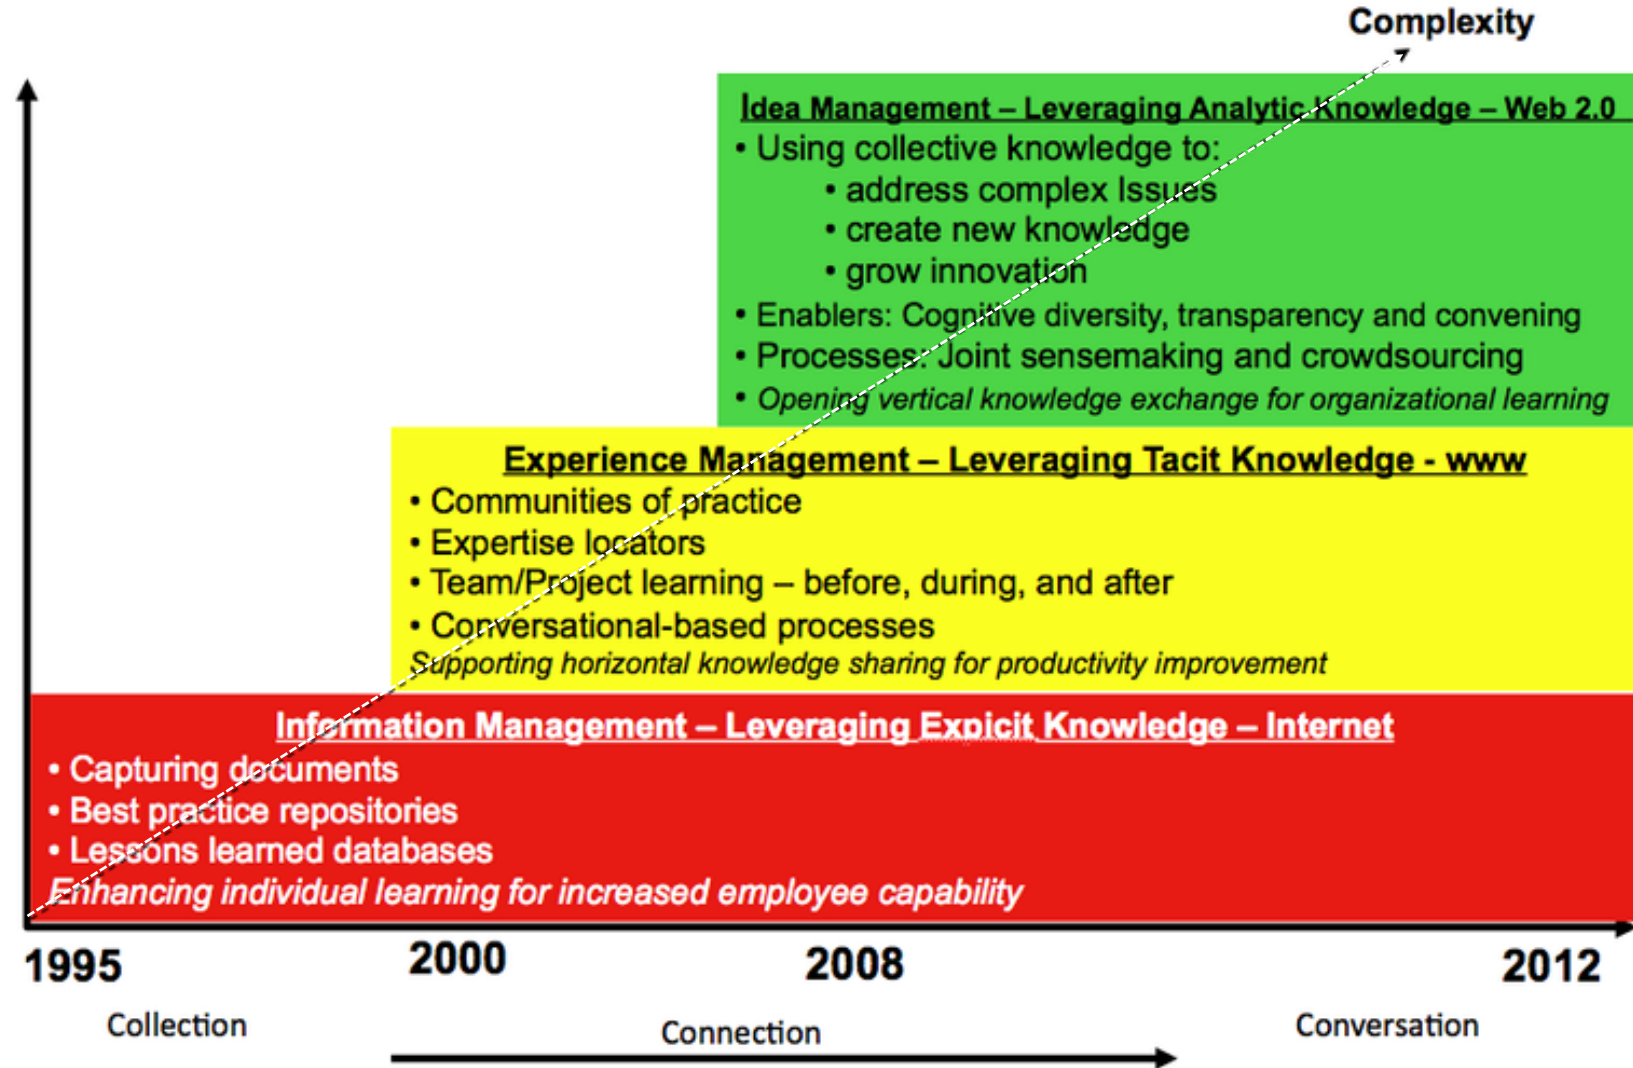 Complexity
Idea Management – Leveraging Analytic Knowledge – Web 2.0
• Using collective knowledge to:
• address complex Issues
• create new knowledge
• grow innovation
• Enablers: Cognitive diversity, transparency and convening
• Processes: Joint sensemaking and crowdsourcing
• Opening vertical knowledge exchange for organizational learning
Experience Management – Leveraging Tacit Knowledge - www
• Communities of practice
• Expertise locators
• Team/Project learning – before, during, and after
• Conversational-based processes
Supporting horizontal knowledge sharing for productivity improvement
Information Management – Leveraging Expicit Knowledge – Internet
• Capturing documents
• Best practice repositories
• Lessons learned databases
Enhancing individual learning for increased employee capability
1995 2000 2008 2012
Collection Connection Conversation